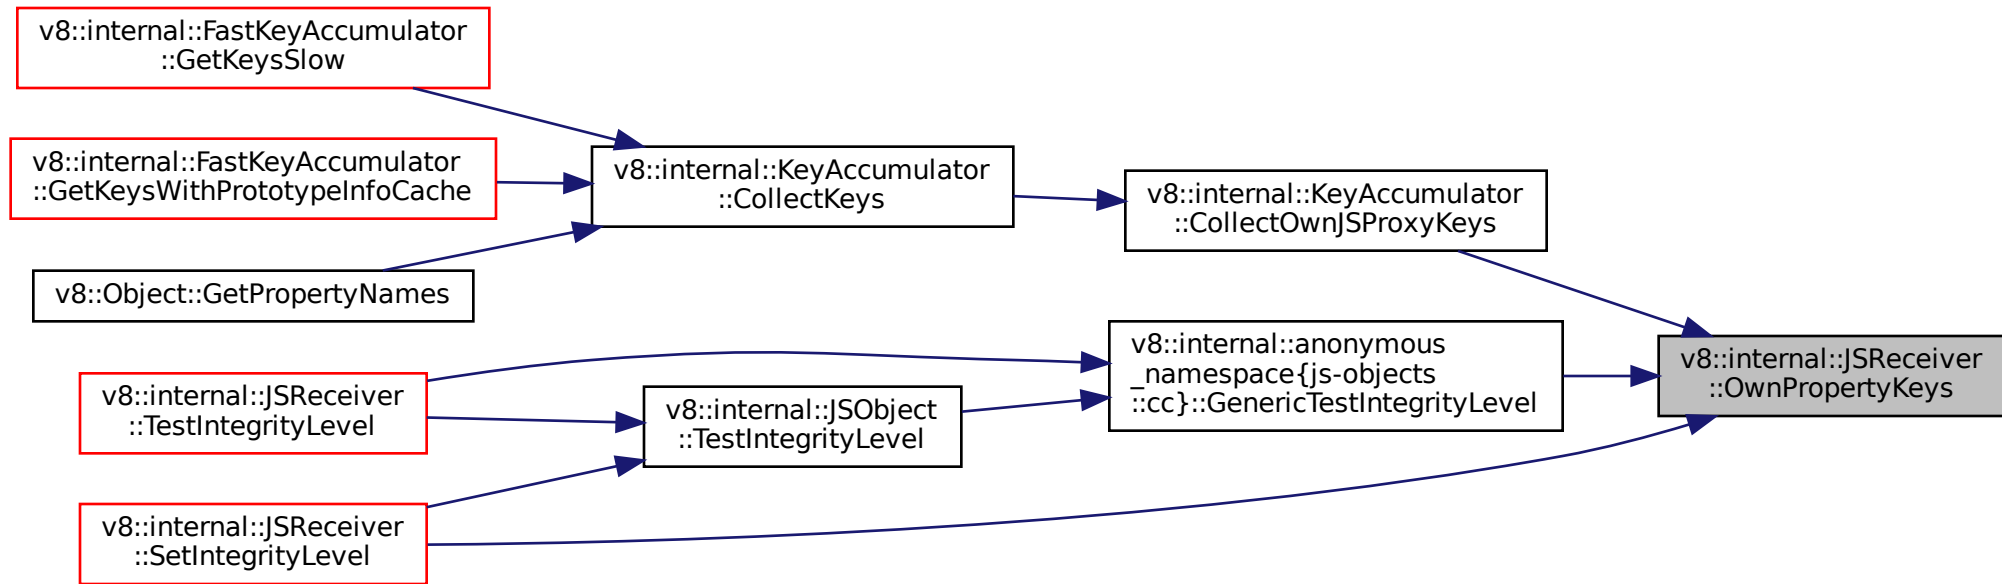 v8::internal::FastKeyAccumulator
::GetKeysSlow
v8::internal::FastKeyAccumulator
::GetKeysWithPrototypeInfoCache
v8::Object::GetPropertyNames
v8::internal::JSReceiver
::TestIntegrityLevel
v8::internal::JSReceiver
::SetIntegrityLevel
v8::internal::KeyAccumulator
::CollectKeys
v8::internal::JSObject
::TestIntegrityLevel
v8::internal::KeyAccumulator
::CollectOwnJSProxyKeys
v8::internal::anonymous
_namespace{js-objects
::cc}::GenericTestIntegrityLevel
v8::internal::JSReceiver
::OwnPropertyKeys